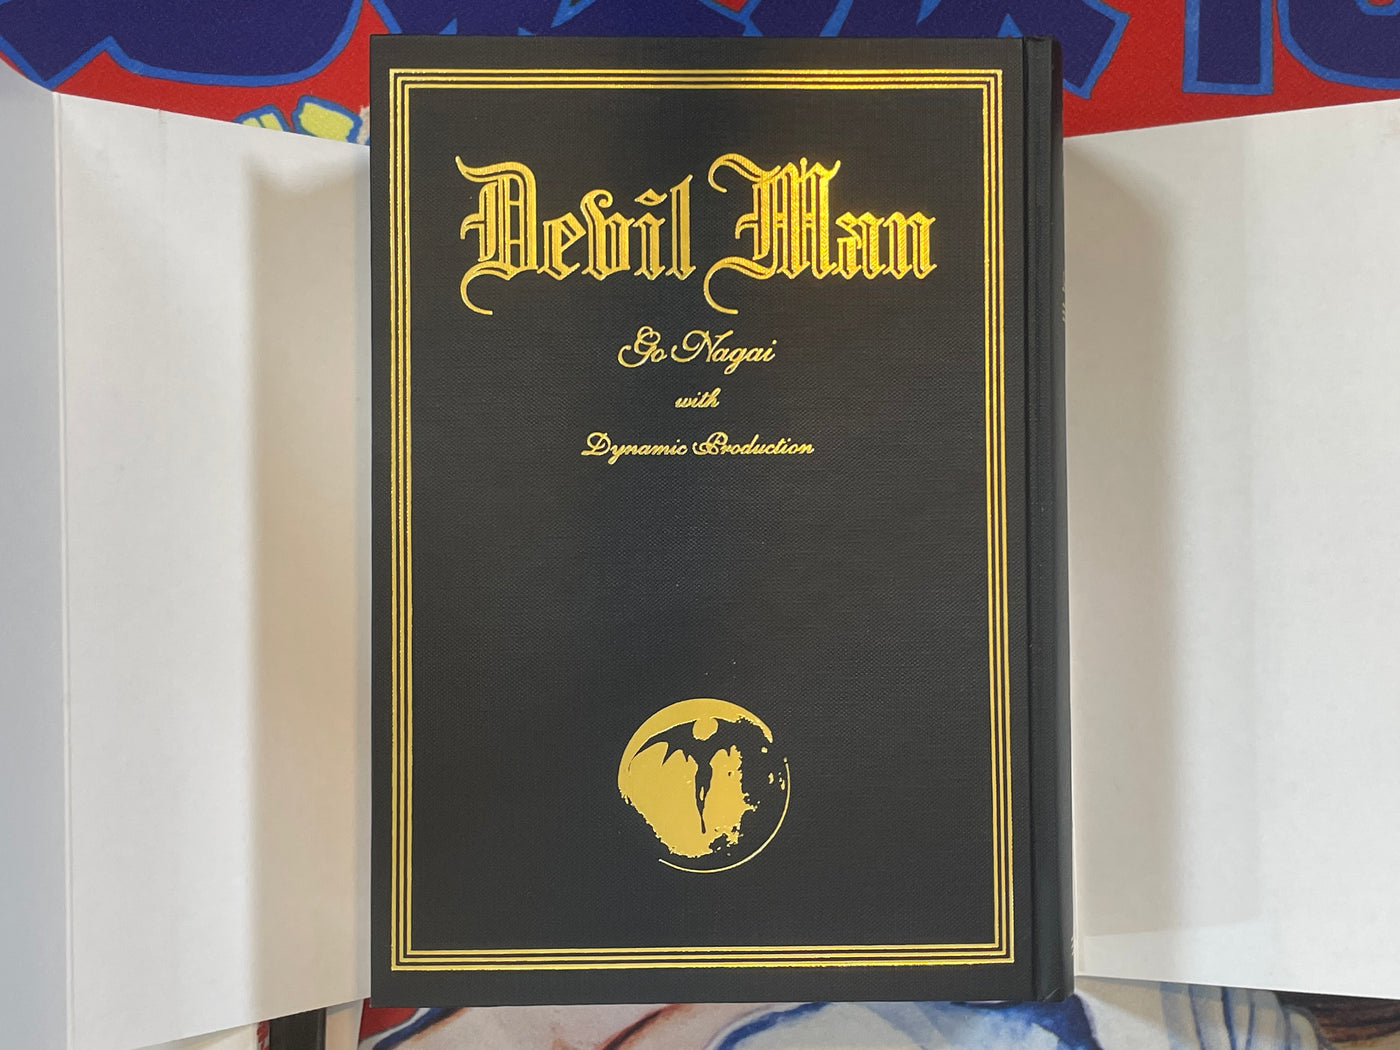 Devil Man
Go Nagai
with
Dynamic Production